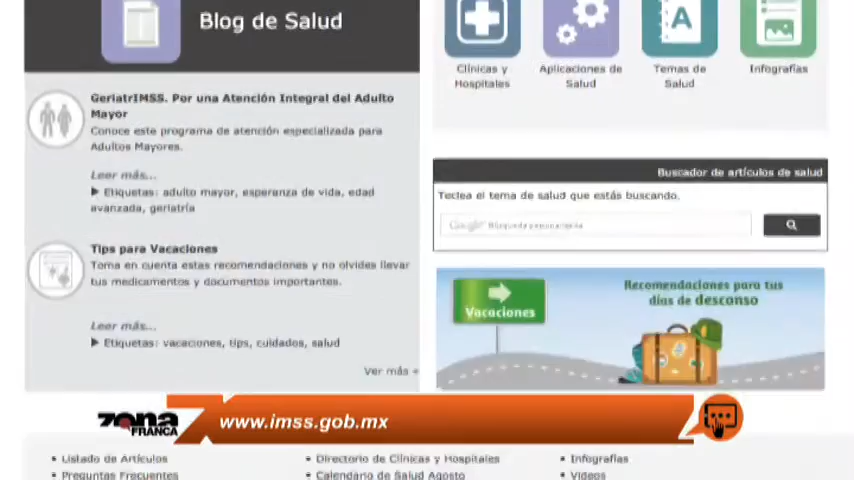 Blog de Salud
GeriatrIMSS. Por una Atención Integral del Adulto
Mayor
Conoce este programa de atención especializada para
Adultos Mayores.
Leer más...
▶ Etiquetas: adulto mayor, esperanza de vida, edad
avanzada, geriatría
Tips para Vacaciones
Toma en cuenta estas recomendaciones y no olvides llevar
tus medicamentos y documentos importantes.
Leer más...
▶ Etiquetas: vacaciones, tips, cuidados, salud
Ver más +
Clínicas y
Hospitales
Aplicaciones de
Salud
A
Temas de
Salud
Infografías
Buscador de artículos de salud
Teclea el tema de salud que estás buscando.
Google Búsqueda personalizada
Vacaciones
Recomendaciones para tus
días de descanso
zona
FRANCA
www.imss.gob.mx
• Listado de Artículos
• Preguntas Frecuentes
• Directorio de Clínicas y Hospitales
• Calendario de Salud Agosto
• Infografías
• Videos